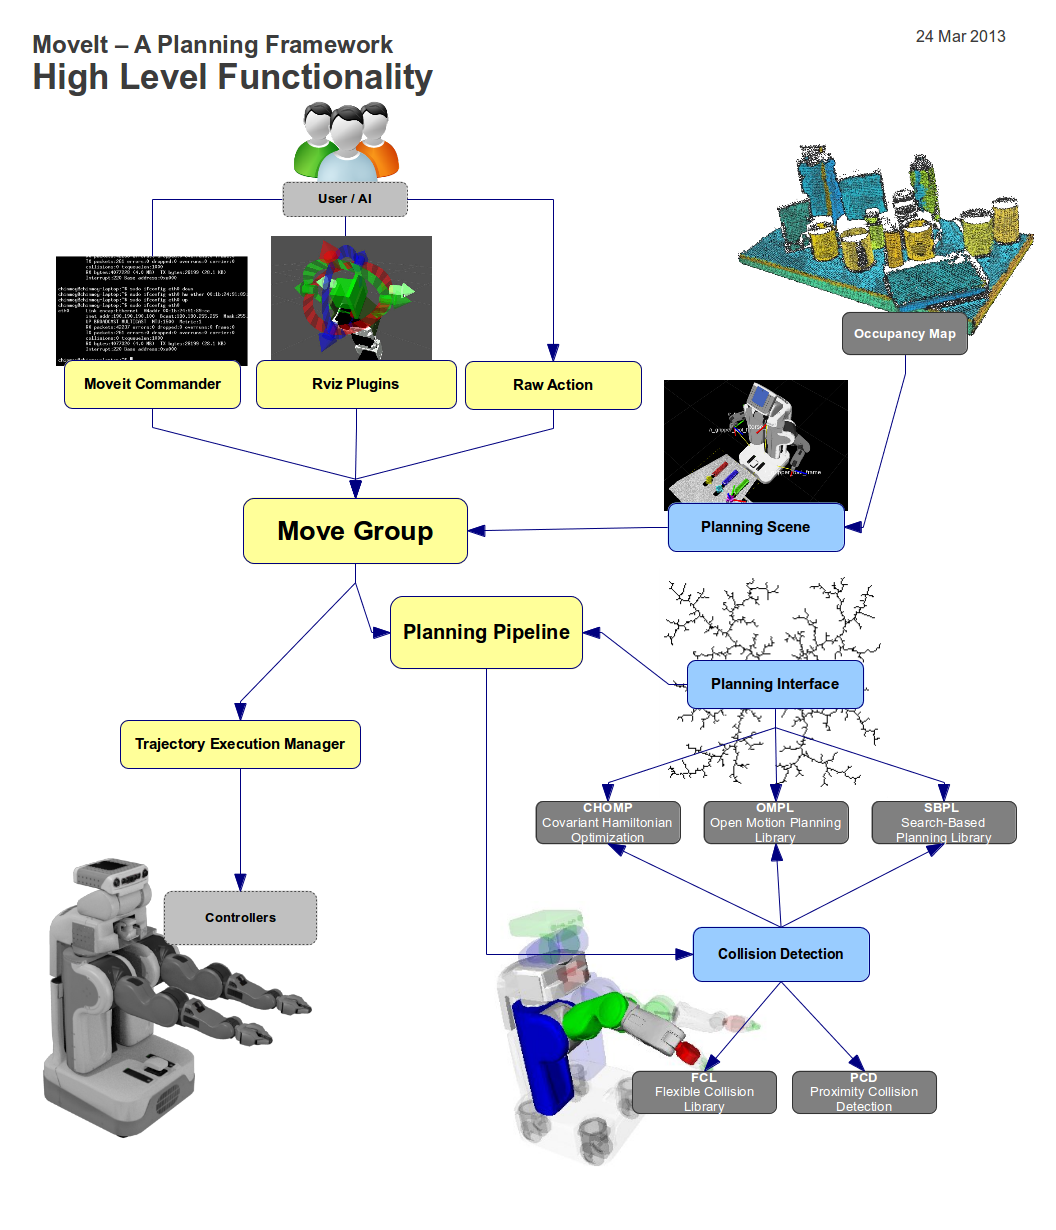 MoveIt – A Planning Framework
24 Mar 2013
High Level Functionality
User / AI
Occupancy Map
Moveit Commander
Rviz Plugins
Raw Action
Move Group
Planning Scene
Planning Pipeline
Planning Interface
Trajectory Execution Manager
CHOMP
Covariant Hamiltonian
Optimization
OMPL
Open Motion Planning
Library
SBPL
Search-Based
Planning Library
Controllers
Collision Detection
FCL
Flexible Collision
Library
PCD
Proximity Collision
Detection